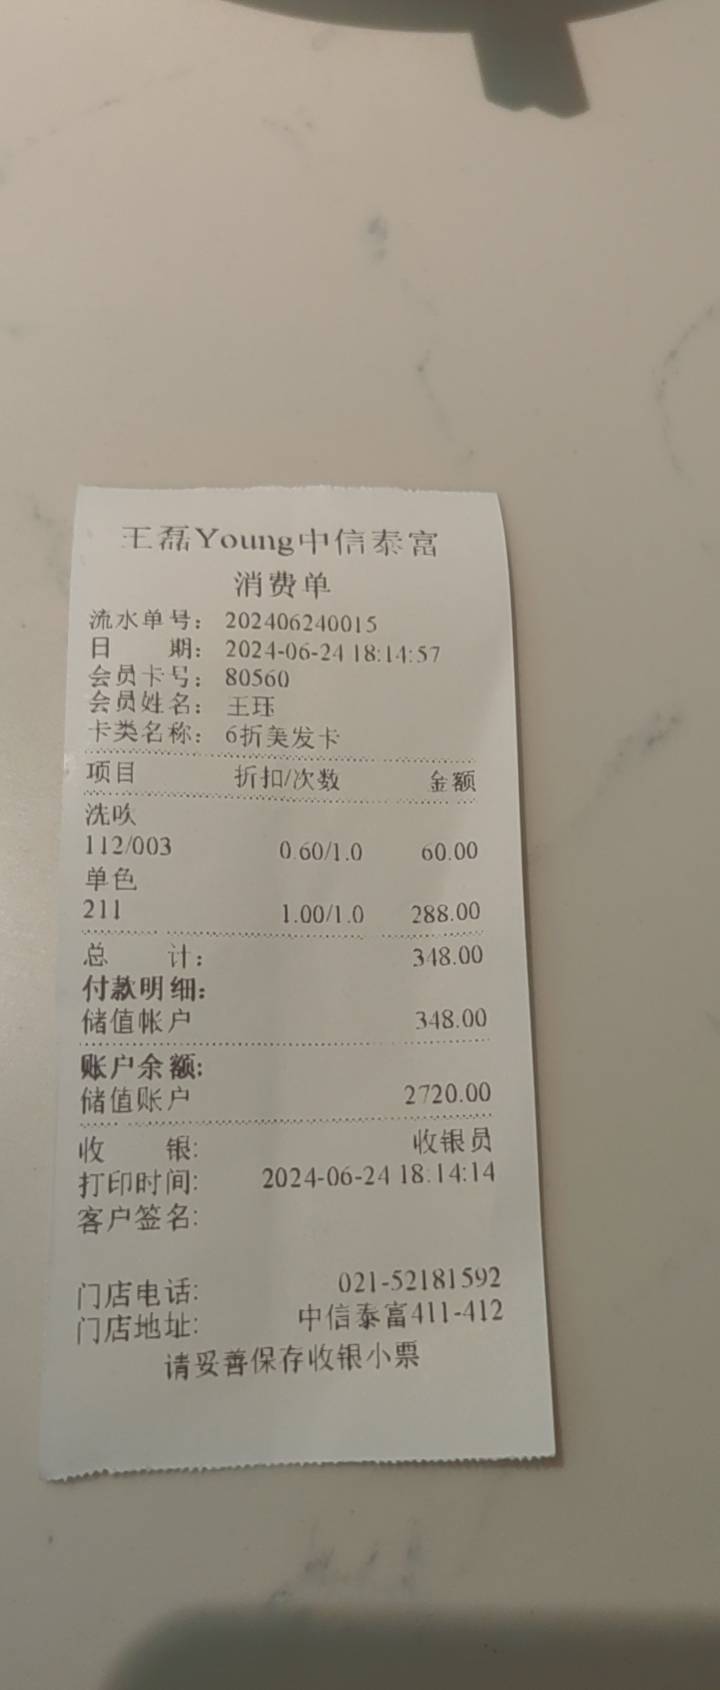 王磊Young中信泰富
消费单
流水单号： 202406240015
日 期： 2024-06-24 18:14:57
会员卡号： 80560
会员姓名： 王珏
卡类名称： 6折美发卡
项目 折扣/次数 金额
洗吹
112/003 0.60/1.0 60.00
单色
211 1.00/1.0 288.00
总 计： 348.00
付款明细:
储值帐户 348.00
账户余额:
储值账户 2720.00
收 银: 收银员
打印时间: 2024-06-24 18:14:14
客户签名:
门店电话: 021-52181592
门店地址: 中信泰富411-412
请妥善保存收银小票